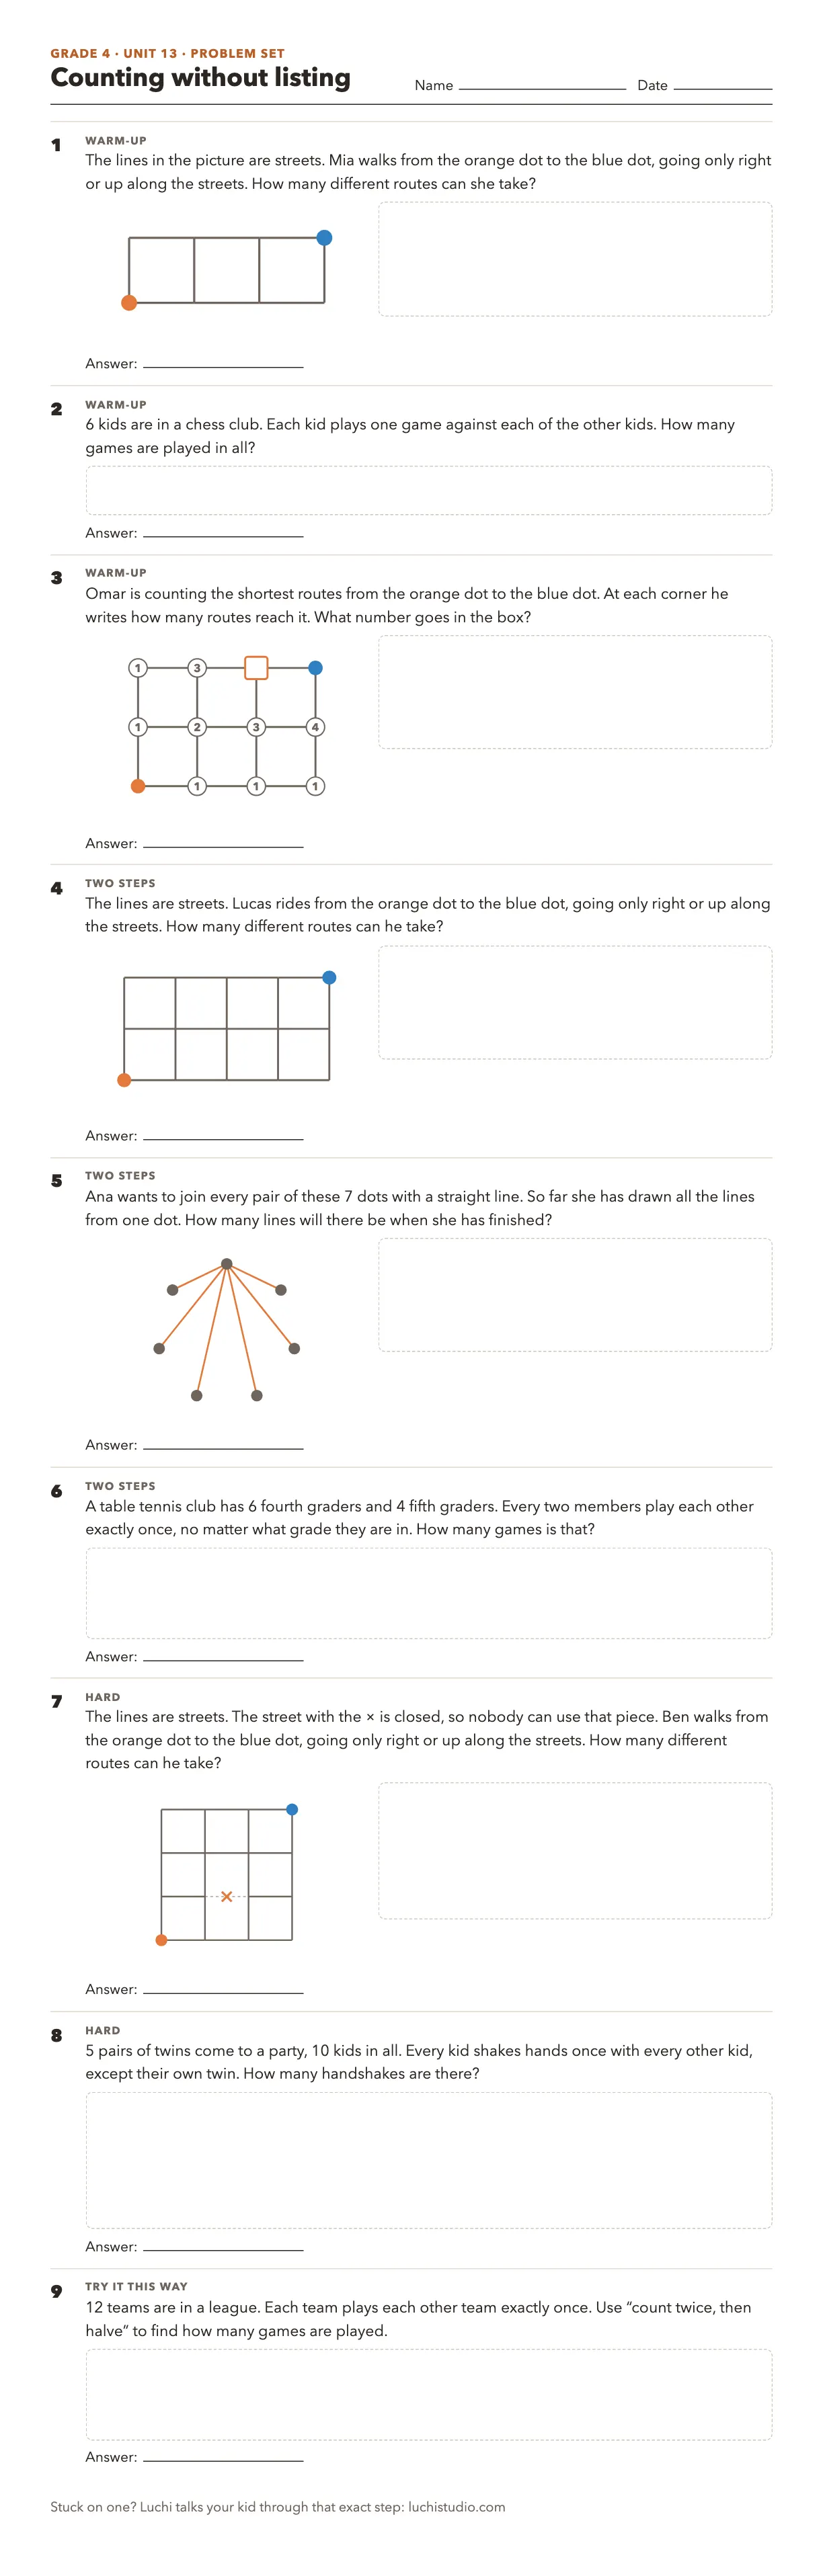 GRADE 4 · UNIT 13 · PROBLEM SET
Counting without listing
Name
Date
1
WARM-UP
The lines in the picture are streets. Mia walks from the orange dot to the blue dot, going only right
or up along the streets. How many different routes can she take?
Answer:
2
WARM-UP
6 kids are in a chess club. Each kid plays one game against each of the other kids. How many
games are played in all?
Answer:
3
WARM-UP
Omar is counting the shortest routes from the orange dot to the blue dot. At each corner he
writes how many routes reach it. What number goes in the box?
1 3
1 2 3 4
1 1 1
Answer:
4
TWO STEPS
The lines are streets. Lucas rides from the orange dot to the blue dot, going only right or up along
the streets. How many different routes can he take?
Answer:
5
TWO STEPS
Ana wants to join every pair of these 7 dots with a straight line. So far she has drawn all the lines
from one dot. How many lines will there be when she has finished?
Answer:
6
TWO STEPS
A table tennis club has 6 fourth graders and 4 fifth graders. Every two members play each other
exactly once, no matter what grade they are in. How many games is that?
Answer:
7
HARD
The lines are streets. The street with the × is closed, so nobody can use that piece. Ben walks from
the orange dot to the blue dot, going only right or up along the streets. How many different
routes can he take?
×
Answer:
8
HARD
5 pairs of twins come to a party, 10 kids in all. Every kid shakes hands once with every other kid,
except their own twin. How many handshakes are there?
Answer:
9
TRY IT THIS WAY
12 teams are in a league. Each team plays each other team exactly once. Use “count twice, then
halve” to find how many games are played.
Answer:
Stuck on one? Luchi talks your kid through that exact step: luchistudio.com